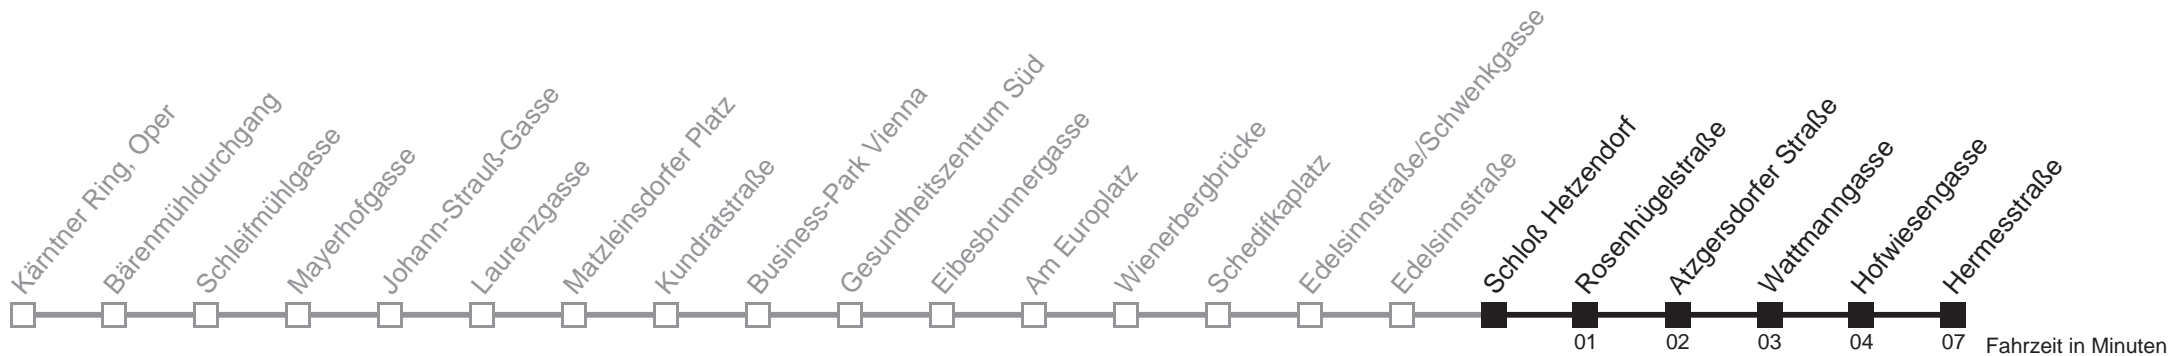 Kärntner Ring, Oper
Bärenmühldurchgang
Schleifmühlgasse
Mayerhofgasse
Johann-Strauß-Gasse
Laurenzgasse
Matzleinsdorfer Platz
Kundratstraße
Business-Park Vienna
Gesundheitszentrum Süd
Eibesbrunnergasse
Am Europlatz
Wienerbergbrücke
Schedifkaplatz
Edelsinnstraße/Schwenkgasse
Edelsinnstraße
Schloß Hetzendorf
Rosenhügelstraße
Atzgersdorfer Straße
Wattmanngasse
Hofwiesengasse
Hermesstraße
01 02 03 04 07 Fahrzeit in Minuten